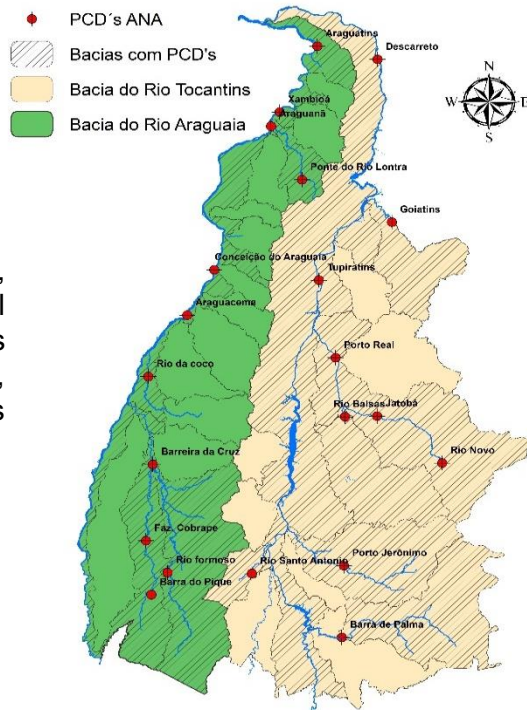 PCD´s ANA
Bacias com PCD's
Bacia do Rio Tocantins
Bacia do Rio Araguaia
Araguatins
Descarreto
N
W
E
S
Xambioá
Araguanã
Ponte do Rio Lontra
Goiatins
Conceição do Araguaia
Tupiratins
,
Araguacema
l
s
Porto Real
Rio da coco
,
s
Rio Balsas
Jatobá
Barreira da Cruz
Rio Novo
Faz. Cobrape
Rio formoso
Rio Santo Antonio
Porto Jerônimo
Barra do Pique
Barra de Palma